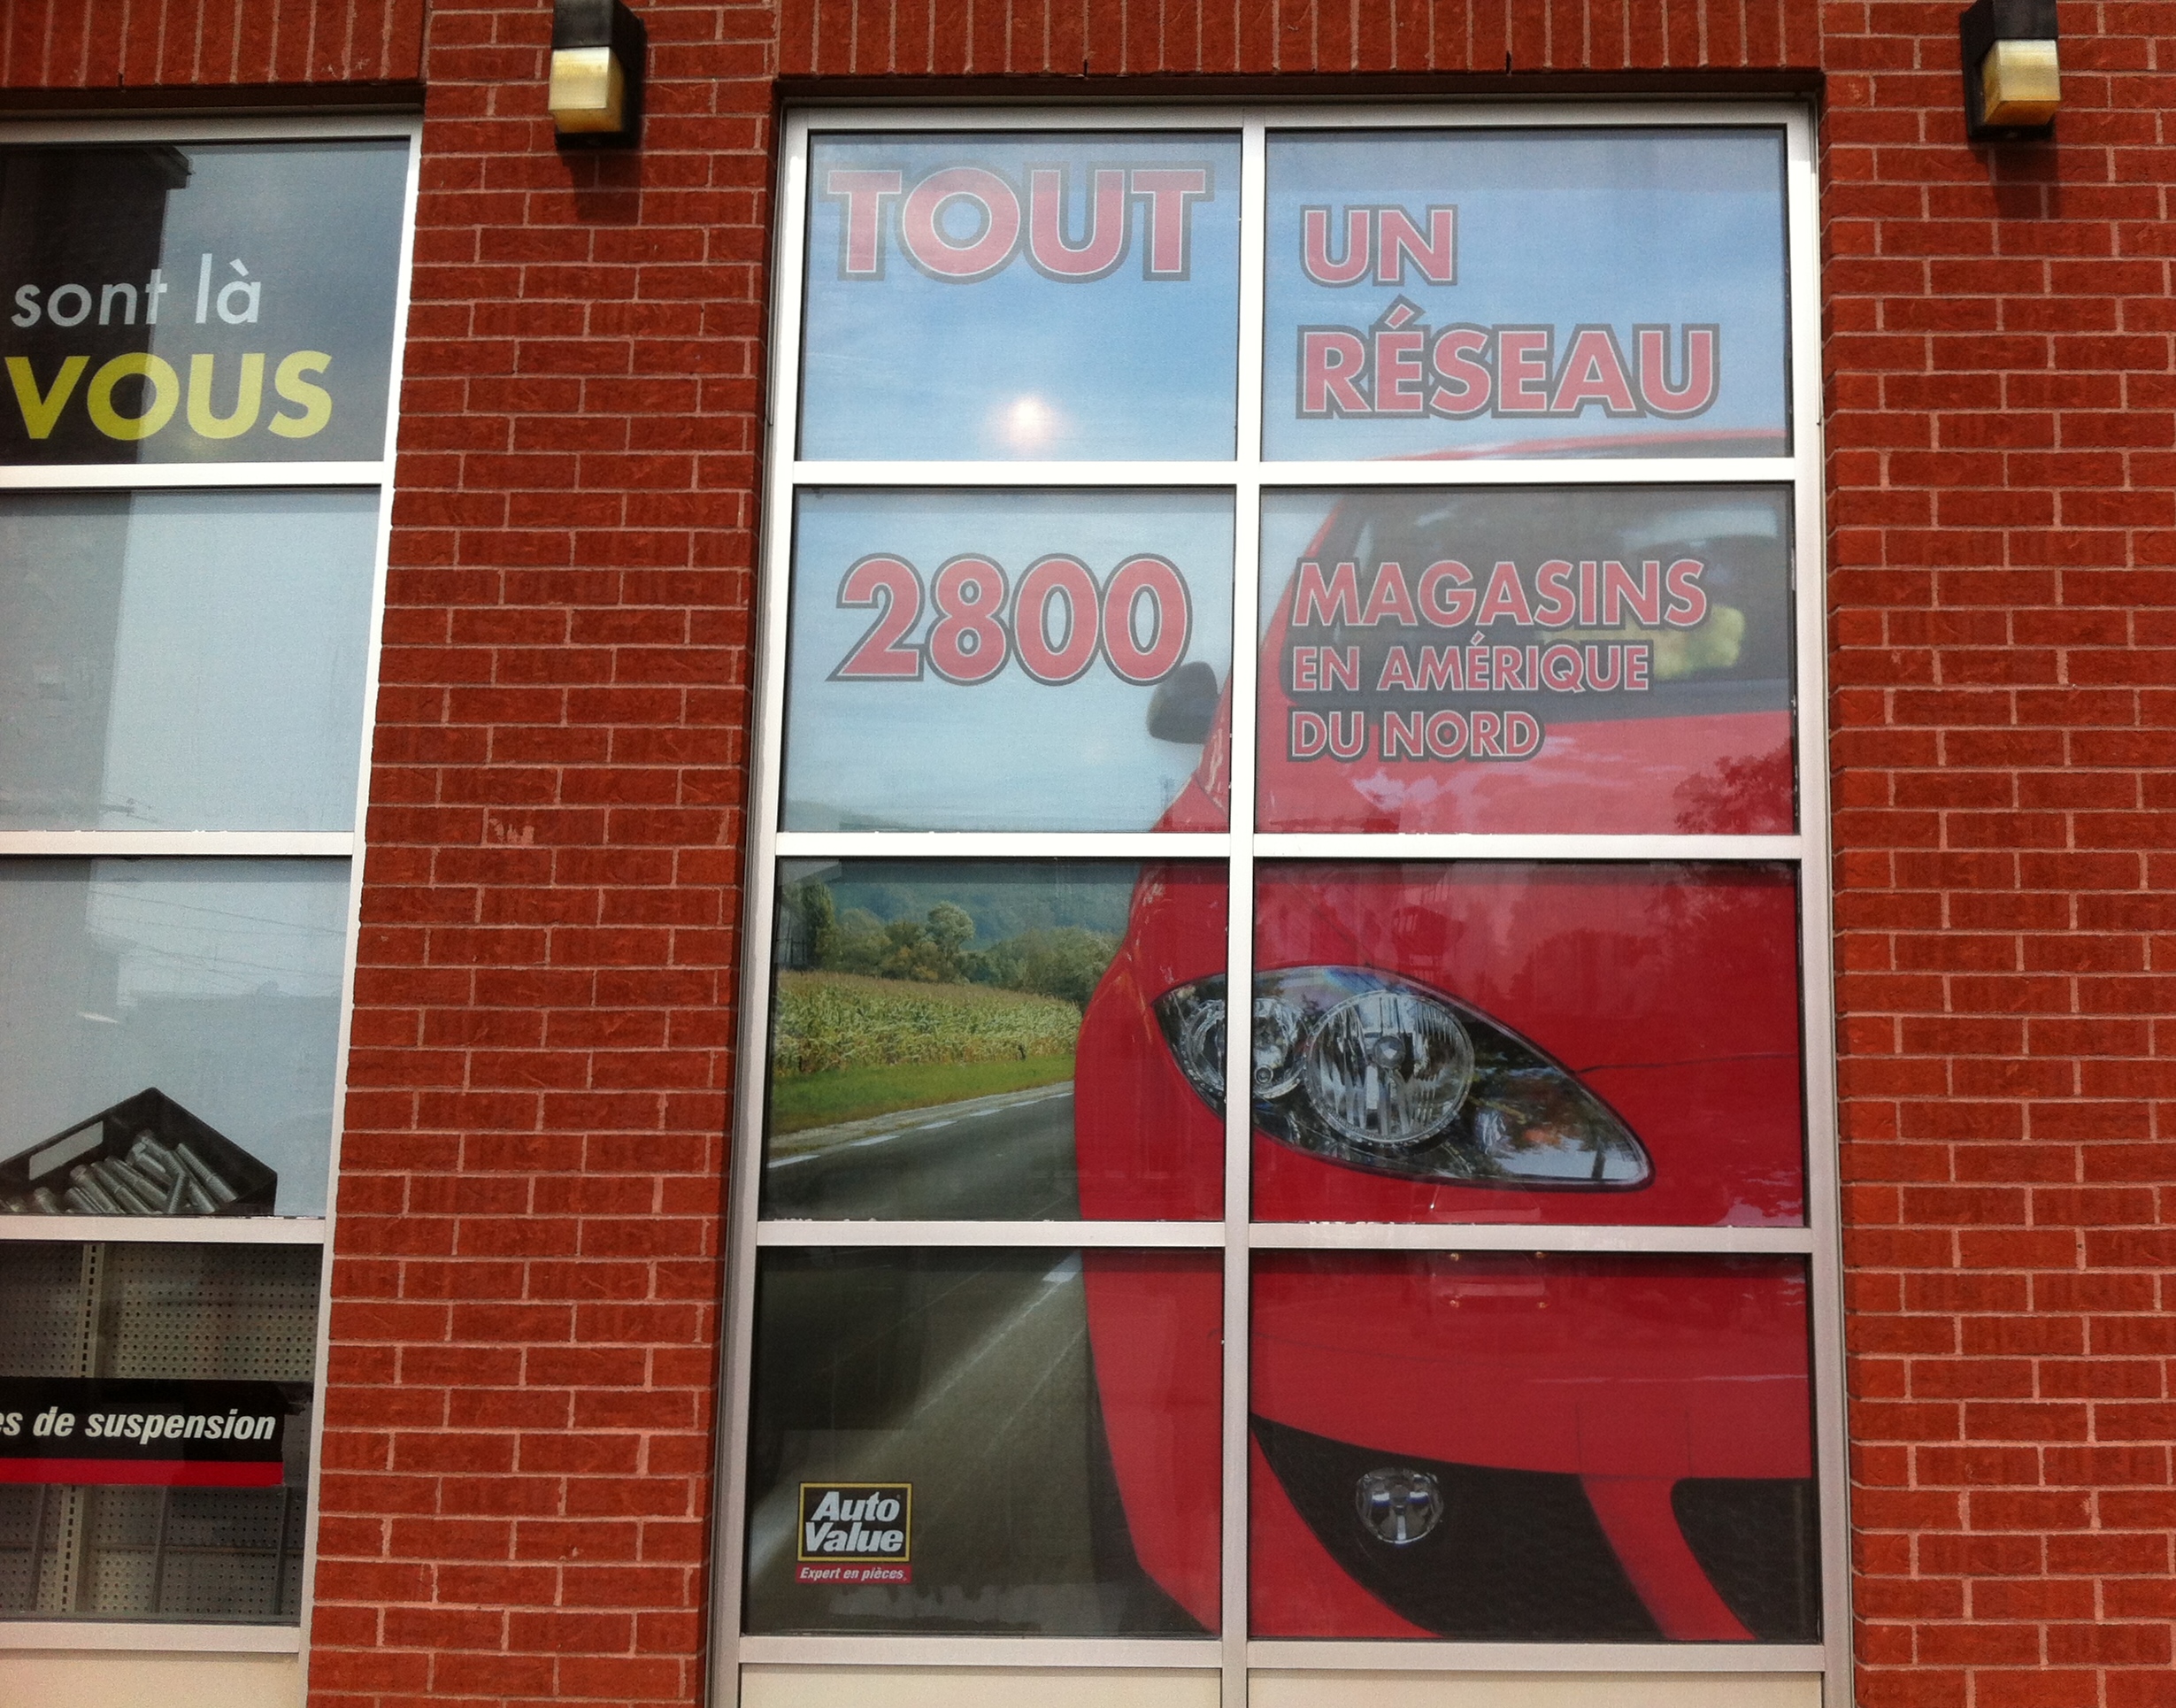 sont là
VOUS
es de suspension
TOUT UN
RÉSEAU
2800 MAGASINS
EN AMÉRIQUE
DU NORD
Auto
Value
Expert en pièces